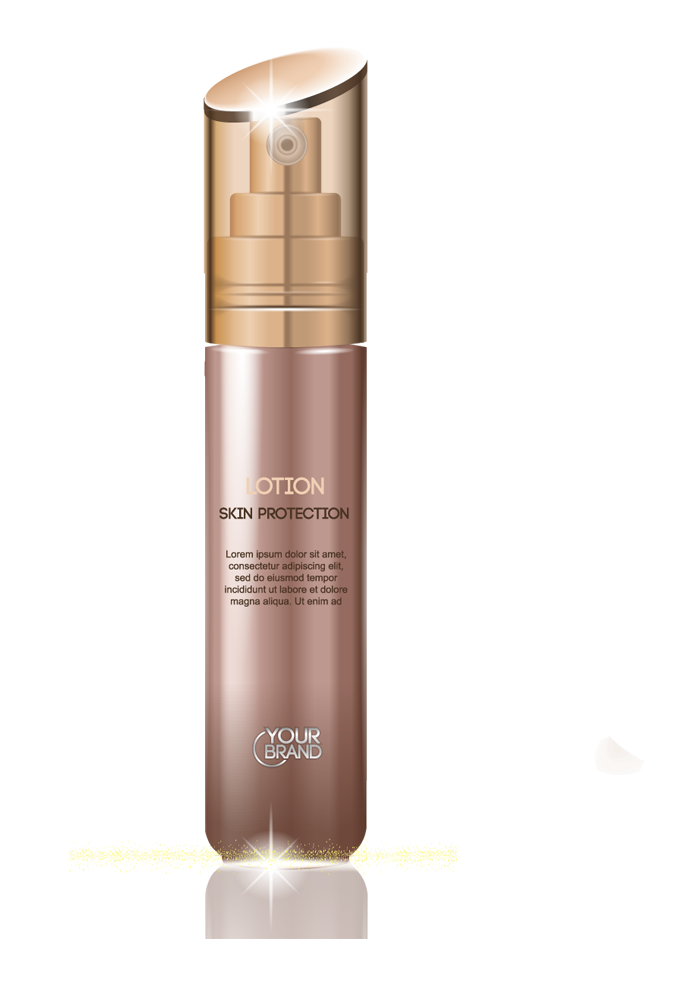 LOTION
SKIN PROTECTION
Lorem ipsum dolor sit amet,
consectetur adipiscing elit,
sed do eiusmod tempor
incididunt ut labore et dolore
magna aliqua. Ut enim ad
YOUR
BRAND